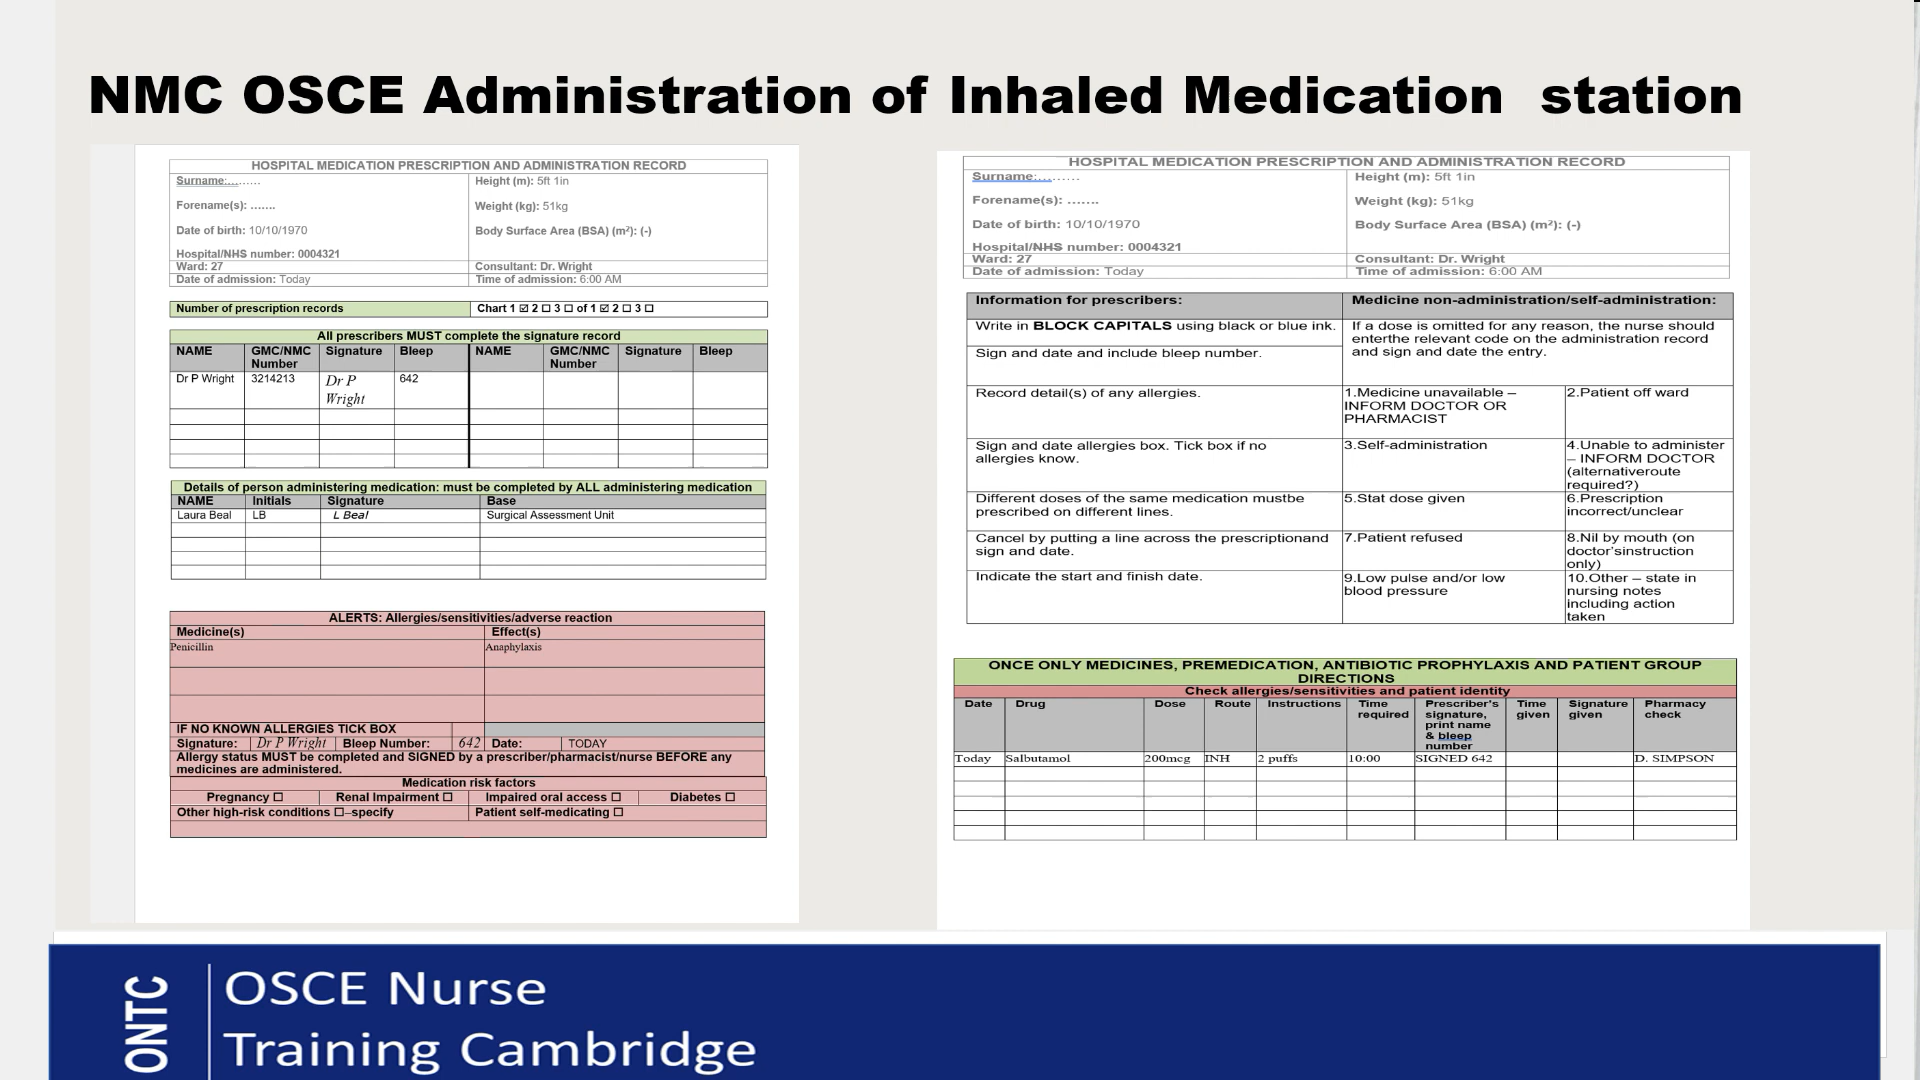 NMC OSCE Administration of Inhaled Medication station
HOSPITAL MEDICATION PRESCRIPTION AND ADMINISTRATION RECORD
Surname:..........
Height (m): 5ft 1in
Forename(s): .......
Weight (kg): 51kg
Date of birth: 10/10/1970
Body Surface Area (BSA) (m²): (-)
Hospital/NHS number: 0004321
Ward: 27
Consultant: Dr. Wright
Date of admission: Today
Time of admission: 6:00 AM
Number of prescription records
Chart 1 ☑ 2 ☐ 3 ☐ of 1 ☑ 2 ☐ 3 ☐
All prescribers MUST complete the signature record
NAME GMC/NMC Number Signature Bleep NAME GMC/NMC Number Signature Bleep
Dr P Wright 3214213 Dr P Wright 642
Details of person administering medication: must be completed by ALL administering medication
NAME Initials Signature Base
Laura Beal LB L Beal Surgical Assessment Unit
ALERTS: Allergies/sensitivities/adverse reaction
Medicine(s) Effect(s)
Penicillin Anaphylaxis
IF NO KNOWN ALLERGIES TICK BOX
Signature: Dr P Wright Bleep Number: 642 Date: TODAY
Allergy status MUST be completed and SIGNED by a prescriber/pharmacist/nurse BEFORE any
medicines are administered.
Medication risk factors
Pregnancy ☐ Renal Impairment ☐ Impaired oral access ☐ Diabetes ☐
Other high-risk conditions ☐–specify Patient self-medicating ☐
HOSPITAL MEDICATION PRESCRIPTION AND ADMINISTRATION RECORD
Surname:..........
Height (m): 5ft 1in
Forename(s): .......
Weight (kg): 51kg
Date of birth: 10/10/1970
Body Surface Area (BSA) (m²): (-)
Hospital/NHS number: 0004321
Ward: 27
Consultant: Dr. Wright
Date of admission: Today
Time of admission: 6:00 AM
Information for prescribers:
Medicine non-administration/self-administration:
Write in BLOCK CAPITALS using black or blue ink.
If a dose is omitted for any reason, the nurse should
enterthe relevant code on the administration record
and sign and date the entry.
Sign and date and include bleep number.
Record detail(s) of any allergies.
1.Medicine unavailable –
INFORM DOCTOR OR
PHARMACIST
2.Patient off ward
Sign and date allergies box. Tick box if no
allergies know.
3.Self-administration
4.Unable to administer
– INFORM DOCTOR
(alternativeroute
required?)
Different doses of the same medication mustbe
prescribed on different lines.
5.Stat dose given
6.Prescription
incorrect/unclear
Cancel by putting a line across the prescriptionand
sign and date.
7.Patient refused
8.Nil by mouth (on
doctor'sinstruction
only)
Indicate the start and finish date.
9.Low pulse and/or low
blood pressure
10.Other – state in
nursing notes
including action
taken
ONCE ONLY MEDICINES, PREMEDICATION, ANTIBIOTIC PROPHYLAXIS AND PATIENT GROUP
DIRECTIONS
Check allergies/sensitivities and patient identity
Date Drug Dose Route Instructions Time required Prescriber's signature, print name & bleep number Time given Signature given Pharmacy check
Today Salbutamol 200mcg INH 2 puffs 10:00 SIGNED 642 D. SIMPSON
ONTC
OSCE Nurse
Training Cambridge